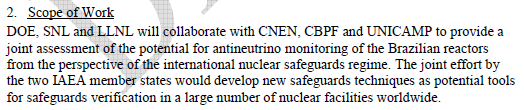 2. Scope of Work
DOE, SNL and LLNL will collaborate with CNEN, CBPF and UNICAMP to provide a
joint assessment of the potential for antineutrino monitoring of the Brazilian reactors
from the perspective of the international nuclear safeguards regime. The joint effort by
the two IAEA member states would develop new safeguards techniques as potential tools
for safeguards verification in a large number of nuclear facilities worldwide.